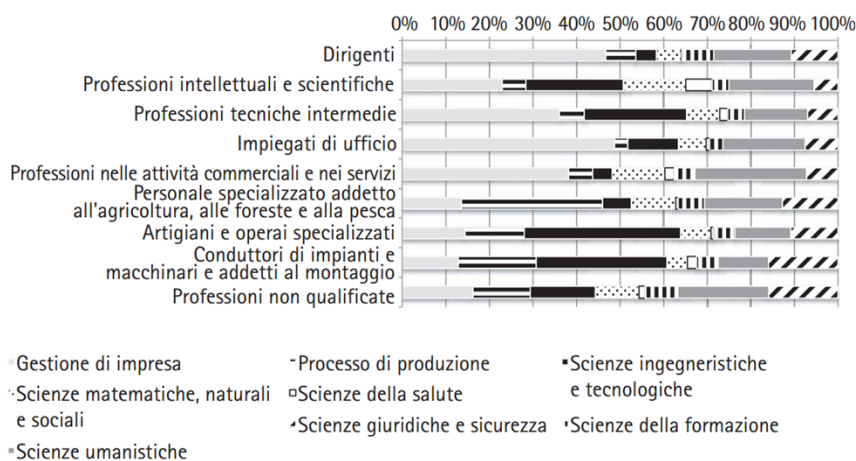 0% 10% 20% 30% 40% 50% 60% 70% 80% 90% 100%
Dirigenti
Professioni intellettuali e scientifiche
Professioni tecniche intermedie
Impiegati di ufficio
Professioni nelle attività commerciali e nei servizi
Personale specializzato addetto
all'agricoltura, alle foreste e alla pesca
Artigiani e operai specializzati
Conduttori di impianti e
macchinari e addetti al montaggio
Professioni non qualificate
Gestione di impresa
Processo di produzione
Scienze ingegneristiche
e tecnologiche
Scienze matematiche, naturali
e sociali
Scienze della salute
Scienze giuridiche e sicurezza
Scienze della formazione
Scienze umanistiche